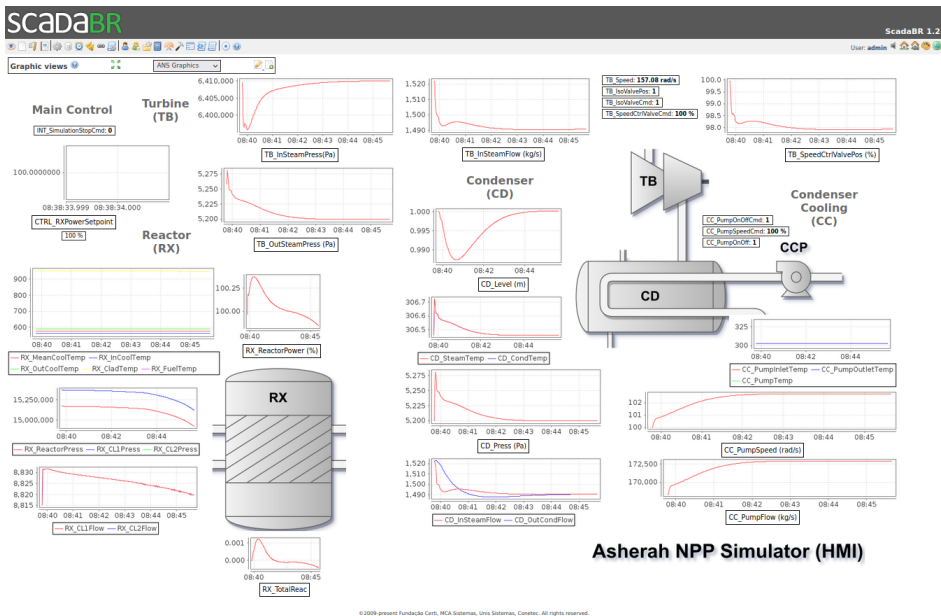 SCADABR
ScadaBR 1.2
User: admin
Graphic views
ANS Graphics
Main Control
INT_SimulationStopCmd: 0
100.0000000
08:38:33.999 08:38:34.000
CTRL_RXPowerSetpoint
100 %
Turbine
(TB)
6,410,000
6,405,000
6,400,000
08:40 08:41 08:42 08:43 08:44 08:45
TB_InSteamPress(Pa)
5,275
5,250
5,225
5,200
08:40 08:41 08:42 08:43 08:44 08:45
TB_OutSteamPress (Pa)
1,520
1,510
1,500
1,490
08:40 08:41 08:42 08:43 08:44 08:45
TB_InSteamFlow (kg/s)
TB_Speed: 157.08 rad/s
TB_IsoValvePos: 1
TB_IsoValveCmd: 1
TB_SpeedCtrlValveCmd: 100 %
100.0
99.5
99.0
98.5
98.0
08:40 08:41 08:42 08:43 08:44 08:45
TB_SpeedCtrlValvePos (%)
TB
Condenser
(CD)
1.000
0.995
0.990
08:40 08:42 08:44
CD_Level (m)
Condenser
Cooling
(CC)
CC_PumpOnOffCmd: 1
CC_PumpSpeedCmd: 100 %
CC_PumpOnOff: 1
CCP
CD
Reactor
(RX)
900
800
700
600
08:40 08:41 08:42 08:43 08:44 08:45
RX_MeanCoolTemp RX_InCoolTemp
RX_OutCoolTemp RX_CladTemp RX_FuelTemp
100.25
100.00
08:40 08:45
RX_ReactorPower (%)
306.7
306.6
306.5
08:40 08:41 08:42 08:43 08:44 08:45
CD_SteamTemp CD_CondTemp
325
300
08:40 08:42 08:44
CC_PumpInletTemp CC_PumpOutletTemp
CC_PumpTemp
15,250,000
15,000,000
08:40 08:42 08:44
RX_ReactorPress RX_CL1Press RX_CL2Press
RX
5,275
5,250
5,225
5,200
08:40 08:41 08:42 08:43 08:44 08:45
CD_Press (Pa)
102
101
100
08:40 08:41 08:42 08:43 08:44 08:45
CC_PumpSpeed (rad/s)
8,830
8,825
8,820
8,815
08:40 08:41 08:42 08:43 08:44 08:45
RX_CL1Flow RX_CL2Flow
1,520
1,510
1,500
1,490
08:40 08:41 08:42 08:43 08:44 08:45
CD_InSteamFlow CD_OutCondFlow
172,500
170,000
08:40 08:41 08:42 08:43 08:44 08:45
CC_PumpFlow (kg/s)
0.001
0.000
08:40 08:45
RX_TotalReac
Asherah NPP Simulator (HMI)
©2009-present Fundação Certi, MCA Sistemas, Unis Sistemas, Conetec. All rights reserved.